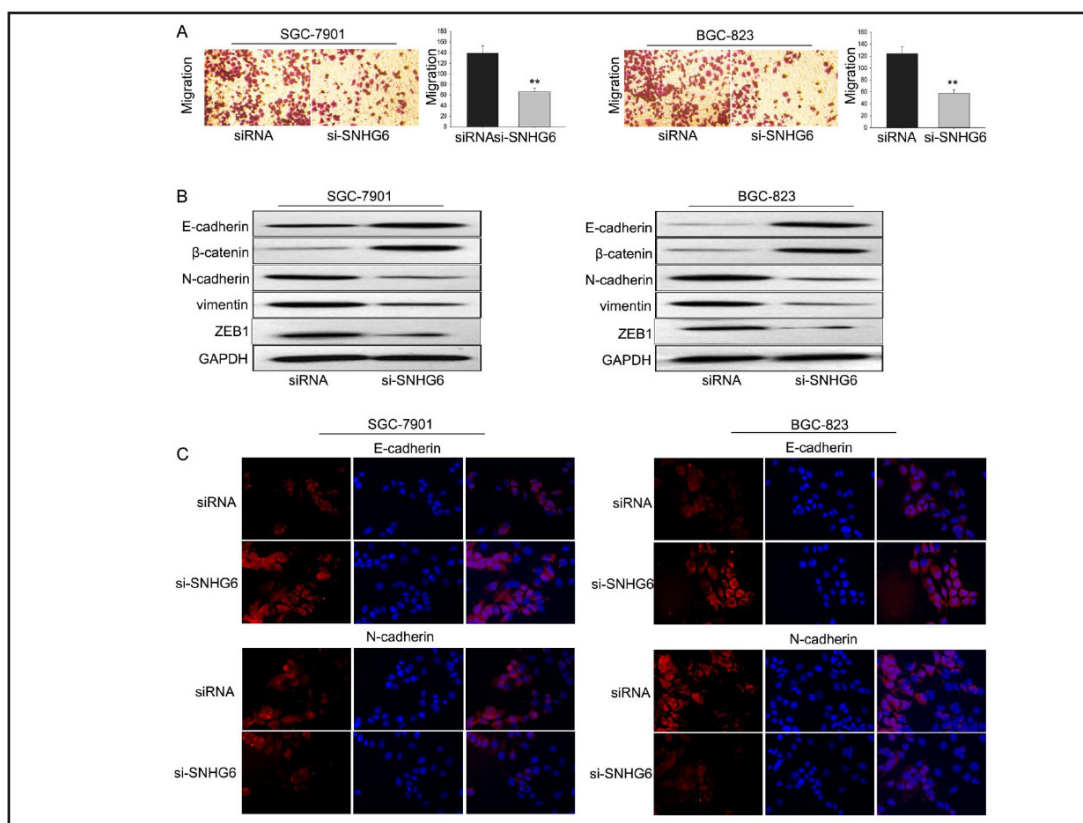 A
SGC-7901
BGC-823
Migration
siRNA
si-SNHG6
Migration
180
160
140
120
100
80
60
40
20
0
**
siRNAsi-SNHG6
Migration
siRNA
si-SNHG6
Migration
160
140
120
100
80
60
40
20
0
**
siRNA si-SNHG6
B
SGC-7901
E-cadherin
β-catenin
N-cadherin
vimentin
ZEB1
GAPDH
siRNA si-SNHG6
BGC-823
E-cadherin
β-catenin
N-cadherin
vimentin
ZEB1
GAPDH
siRNA si-SNHG6
C
SGC-7901
E-cadherin
siRNA
si-SNHG6
N-cadherin
siRNA
si-SNHG6
BGC-823
E-cadherin
siRNA
si-SNHG6
N-cadherin
siRNA
si-SNHG6